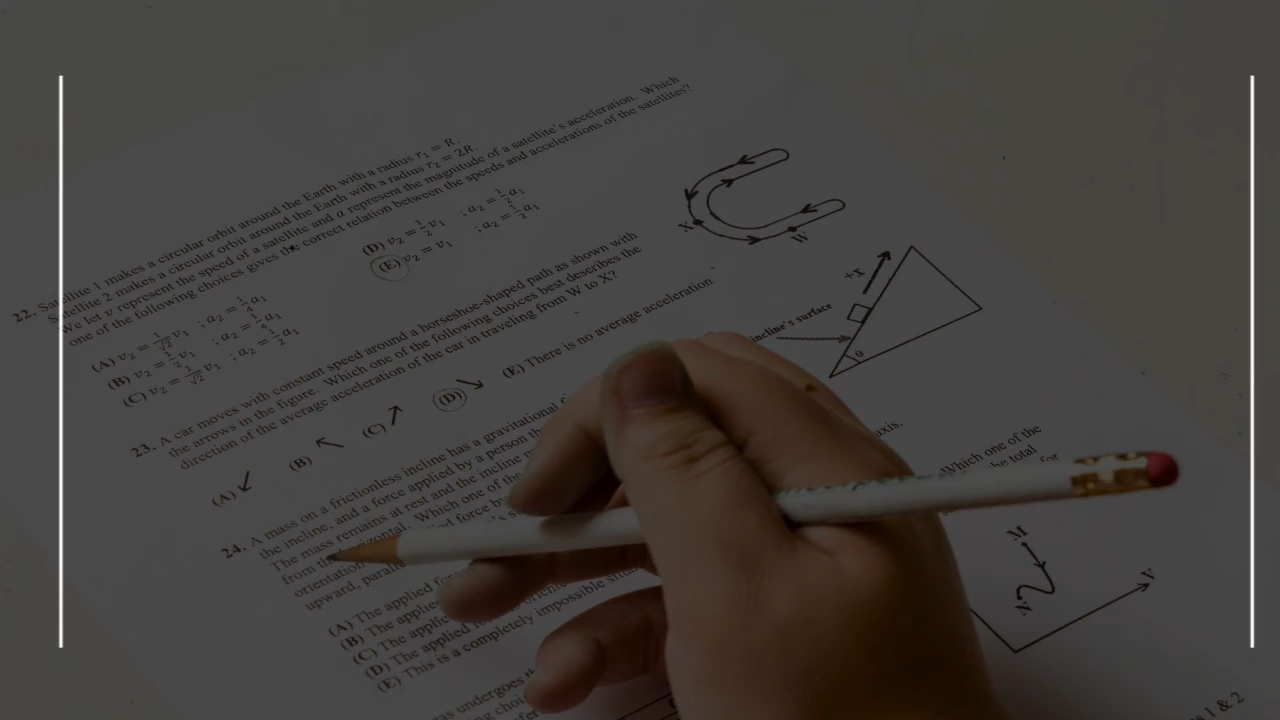 22. Satellite 1 makes a circular orbit around the Earth with a radius r₁ = R.
Satellite 2 makes a circular orbit around the Earth with a radius r₂ = 2R.
We let v represent the speed of a satellite and a represent the magnitude of a satellite's acceleration. Which
one of the following choices gives the correct relation between the speeds and accelerations of the satellites?
(A) v₂ = 1/√2 v₁ ; a₂ = 1/4 a₁
(B) v₂ = 1/2 v₁ ; a₂ = 1/4 a₁
(C) v₂ = 1/√2 v₁ ; a₂ = 1/2 a₁
(D) v₂ = 1/2 v₁ ; a₂ = 1/2 a₁
(E) v₂ = v₁ ; a₂ = 1/2 a₁
23. A car moves with constant speed around a horseshoe-shaped path as shown with
the arrows in the figure. Which one of the following choices best describes the
direction of the average acceleration of the car in traveling from W to X?
(A) ↙ (B) ↖ (C) ↗ (D) ↘ (E) There is no average acceleration
X
W
24. A mass on a frictionless incline has a gravitational
the incline, and a force applied by a person
The mass remains at rest and the incline
from horizontal. Which one of the
orientation
upward, incline's surface
axis.
+x
θ
(A) The applied
(B) The
(C) The
(D) The applied
(E) This is a completely impossible
undergoes
Which one of the
the total
for
M
N
V
1 & 2